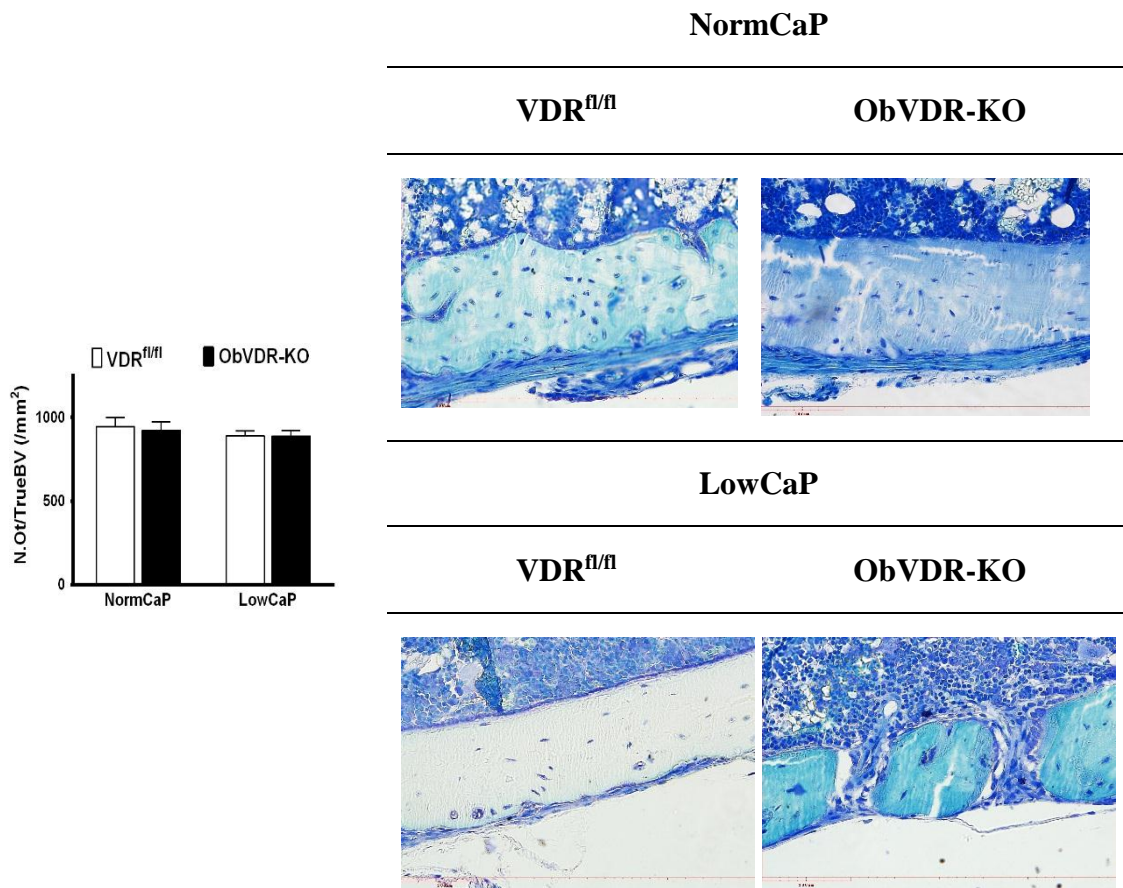 NormCaP
VDR^fl/fl ObVDR-KO
VDR^fl/fl ObVDR-KO
N.Ot/TrueBV (/mm²)
1000
500
0
NormCaP LowCaP
LowCaP
VDR^fl/fl ObVDR-KO